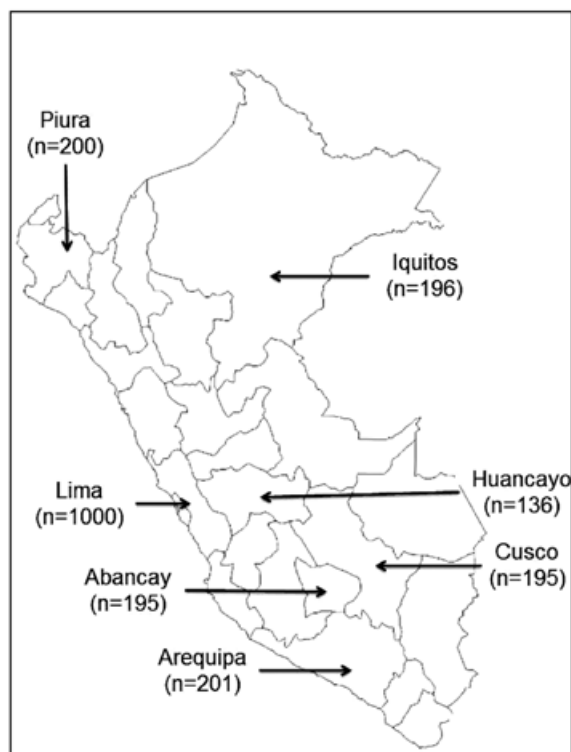 Piura
(n=200)
Iquitos
(n=196)
Lima
(n=1000)
Huancayo
(n=136)
Cusco
(n=195)
Abancay
(n=195)
Arequipa
(n=201)